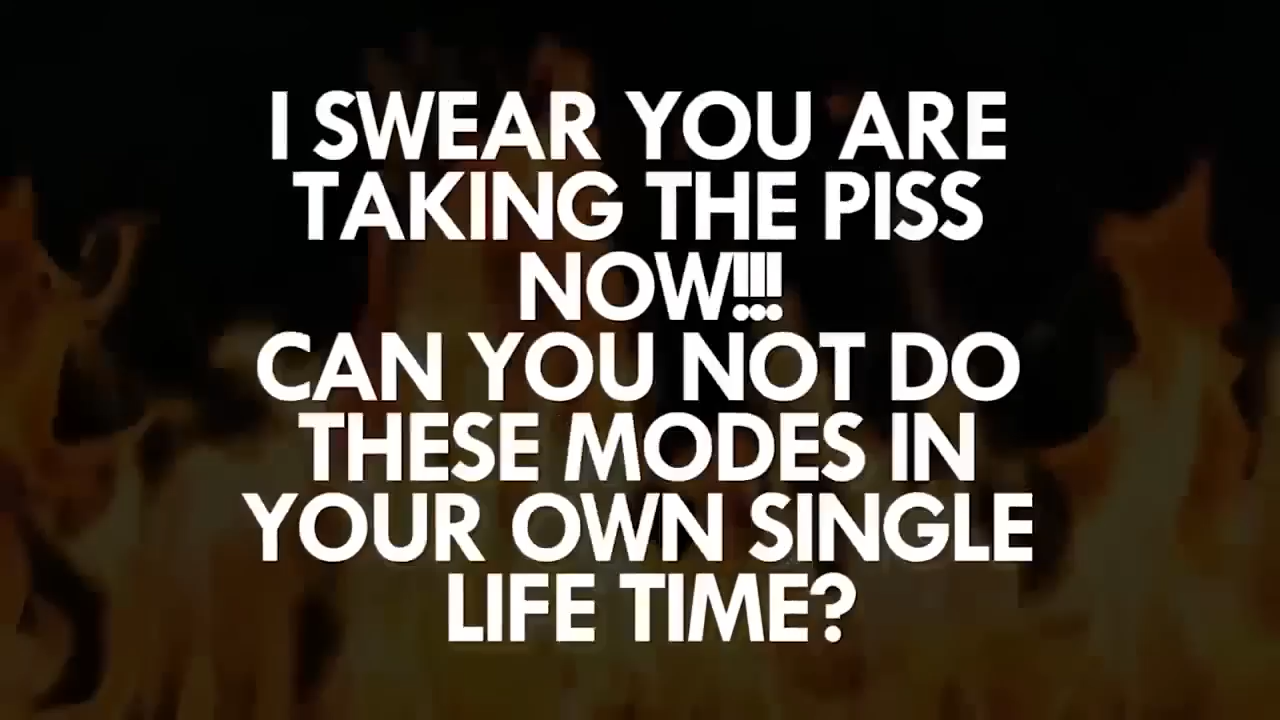 I SWEAR YOU ARE
TAKING THE PISS
NOW!!!
CAN YOU NOT DO
THESE MODES IN
YOUR OWN SINGLE
LIFE TIME?